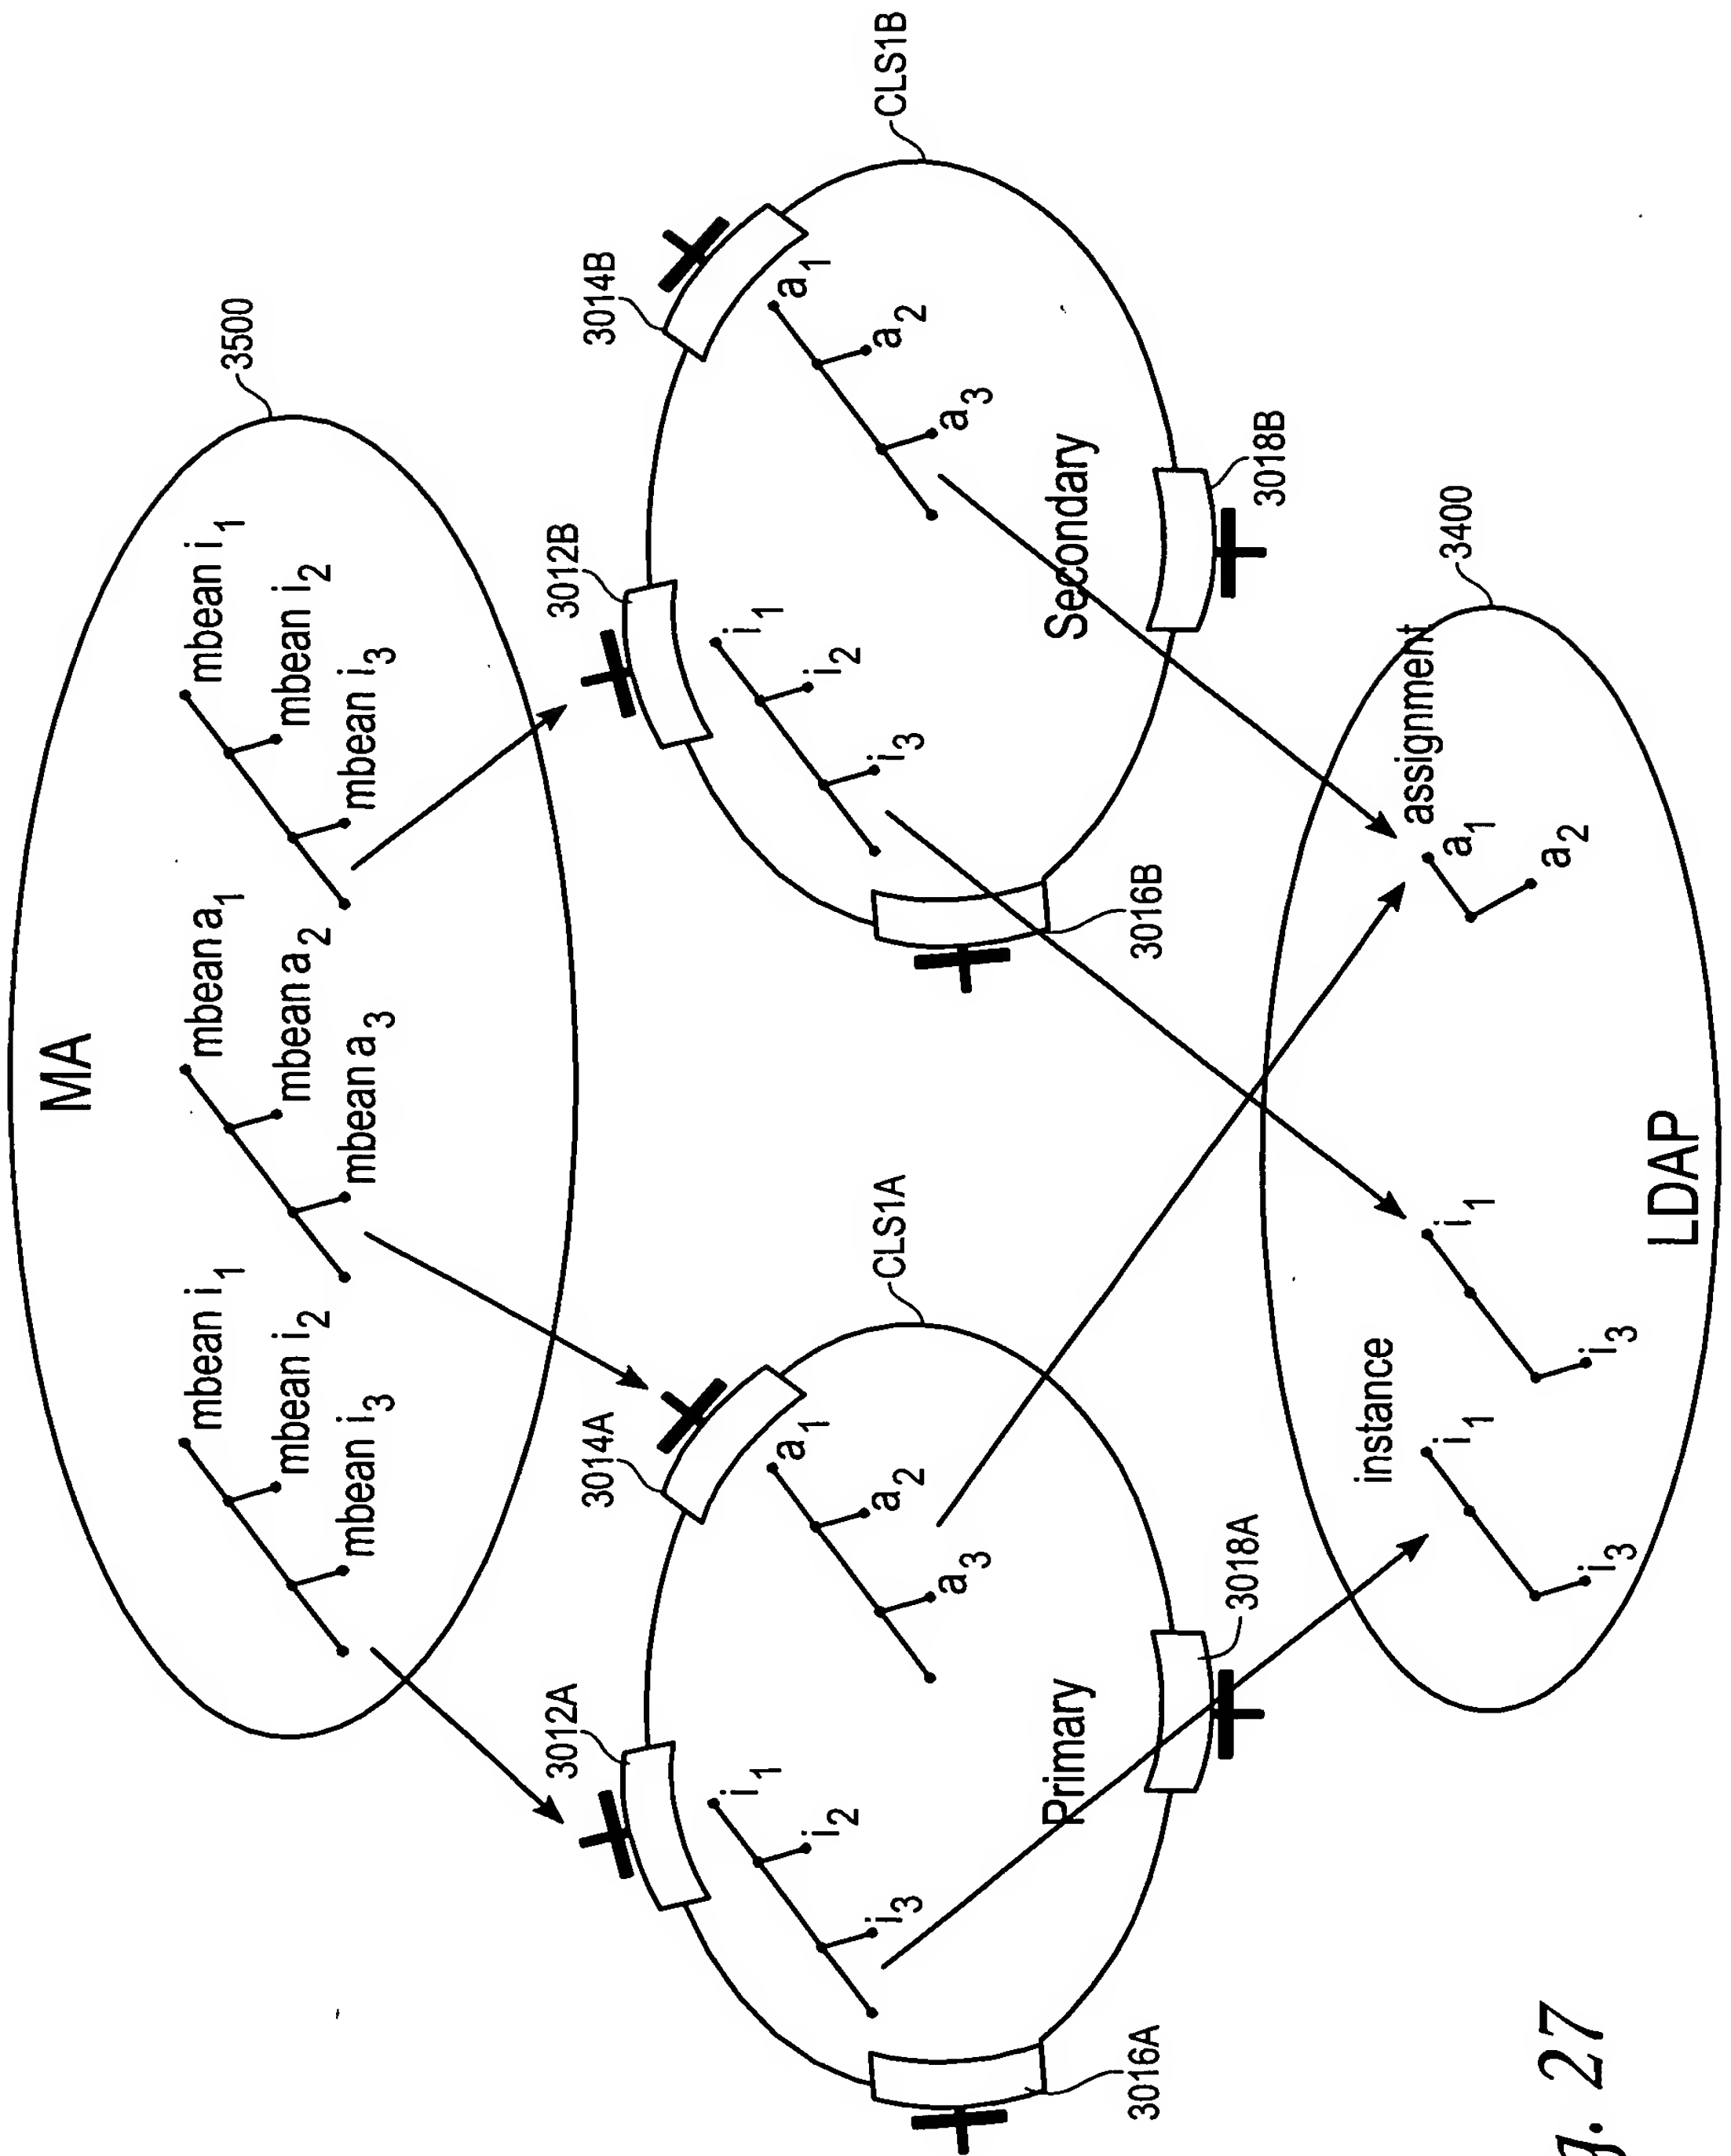 MA
3500
mbean i1
mbean i2
mbean i3
mbean a1
mbean a2
mbean a3
mbean i1
mbean i2
mbean i3
3012A
3014A
CLS1A
i1
i2
i3
a1
a2
a3
Primary
3016A
3018A
3012B
3014B
CLS1B
i1
i2
i3
a1
a2
a3
Secondary
3016B
3018B
3400
instance
i1
i3
i1
i3
assignment
a1
a2
LDAP
g. 27